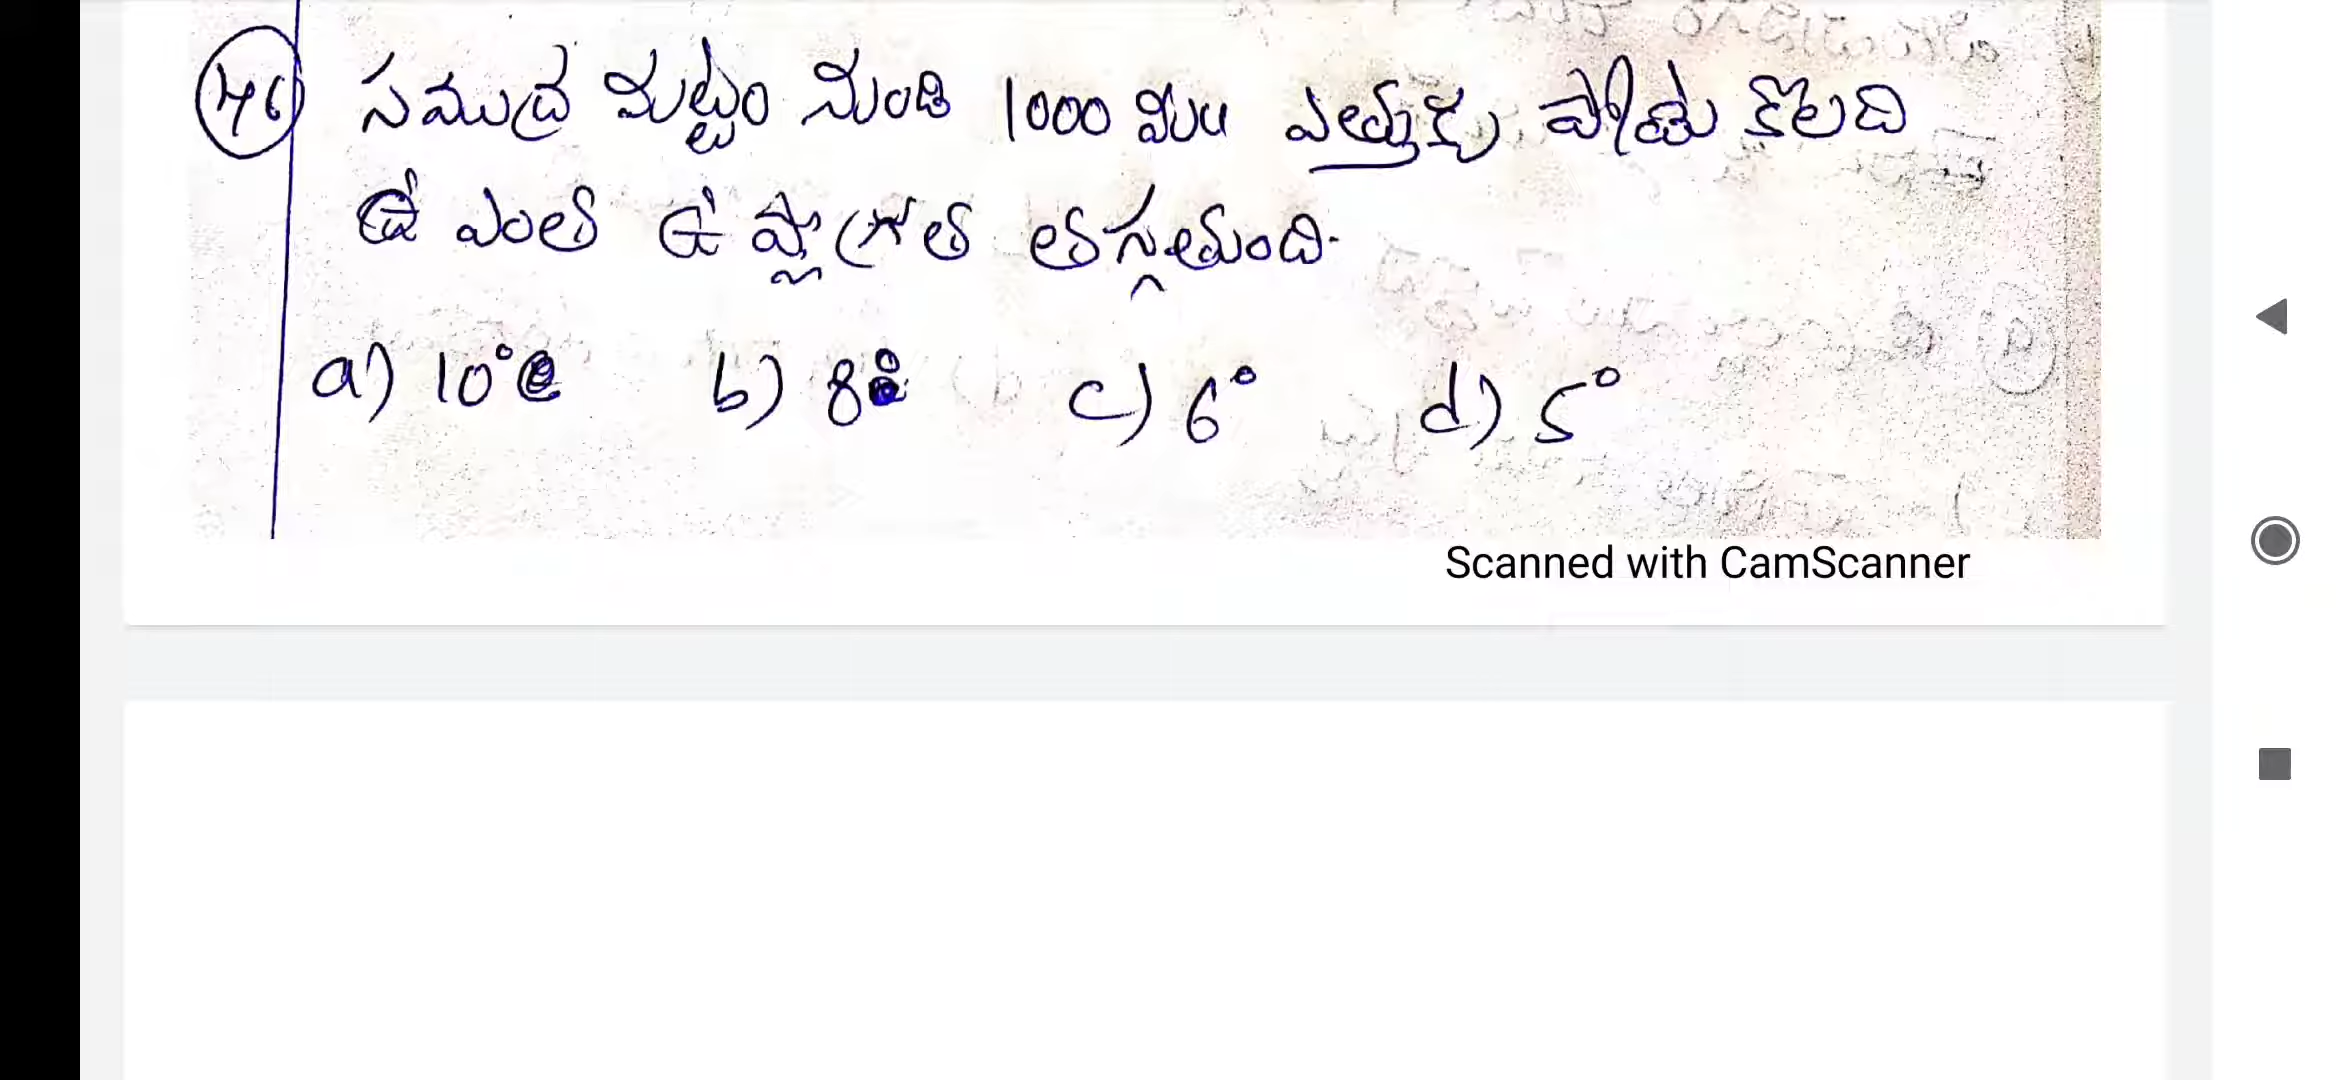 46 సముద్ర మట్టం నుండి 1000 మీటి ఎత్తుకు పోతు కొలది
ఉ ఎంత ఉష్ణోగ్రత తగ్గుతుంది.
a) 10° b) 8° c) 6° d) 5°
Scanned with CamScanner